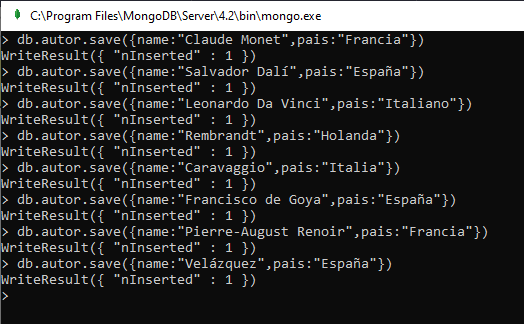 C:\Program Files\MongoDB\Server\4.2\bin\mongo.exe
> db.autor.save({name:"Claude Monet",pais:"Francia"})
WriteResult({ "nInserted" : 1 })
> db.autor.save({name:"Salvador Dalí",pais:"España"})
WriteResult({ "nInserted" : 1 })
> db.autor.save({name:"Leonardo Da Vinci",pais:"Italiano"})
WriteResult({ "nInserted" : 1 })
> db.autor.save({name:"Rembrandt",pais:"Holanda"})
WriteResult({ "nInserted" : 1 })
> db.autor.save({name:"Caravaggio",pais:"Italia"})
WriteResult({ "nInserted" : 1 })
> db.autor.save({name:"Francisco de Goya",pais:"España"})
WriteResult({ "nInserted" : 1 })
> db.autor.save({name:"Pierre-August Renoir",pais:"Francia"})
WriteResult({ "nInserted" : 1 })
> db.autor.save({name:"Velázquez",pais:"España"})
WriteResult({ "nInserted" : 1 })
>